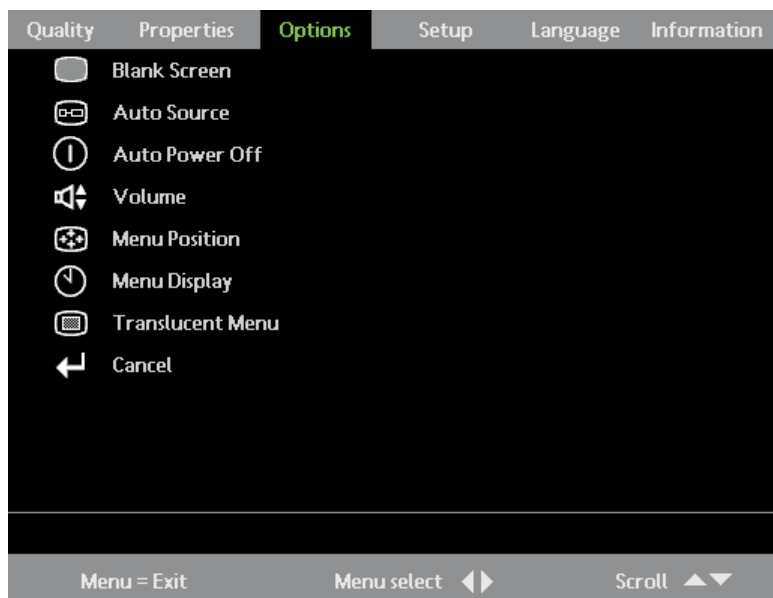 Quality Properties Options Setup Language Information
Blank Screen
Auto Source
Auto Power Off
Volume
Menu Position
Menu Display
Translucent Menu
Cancel
Menu = Exit Menu select Scroll